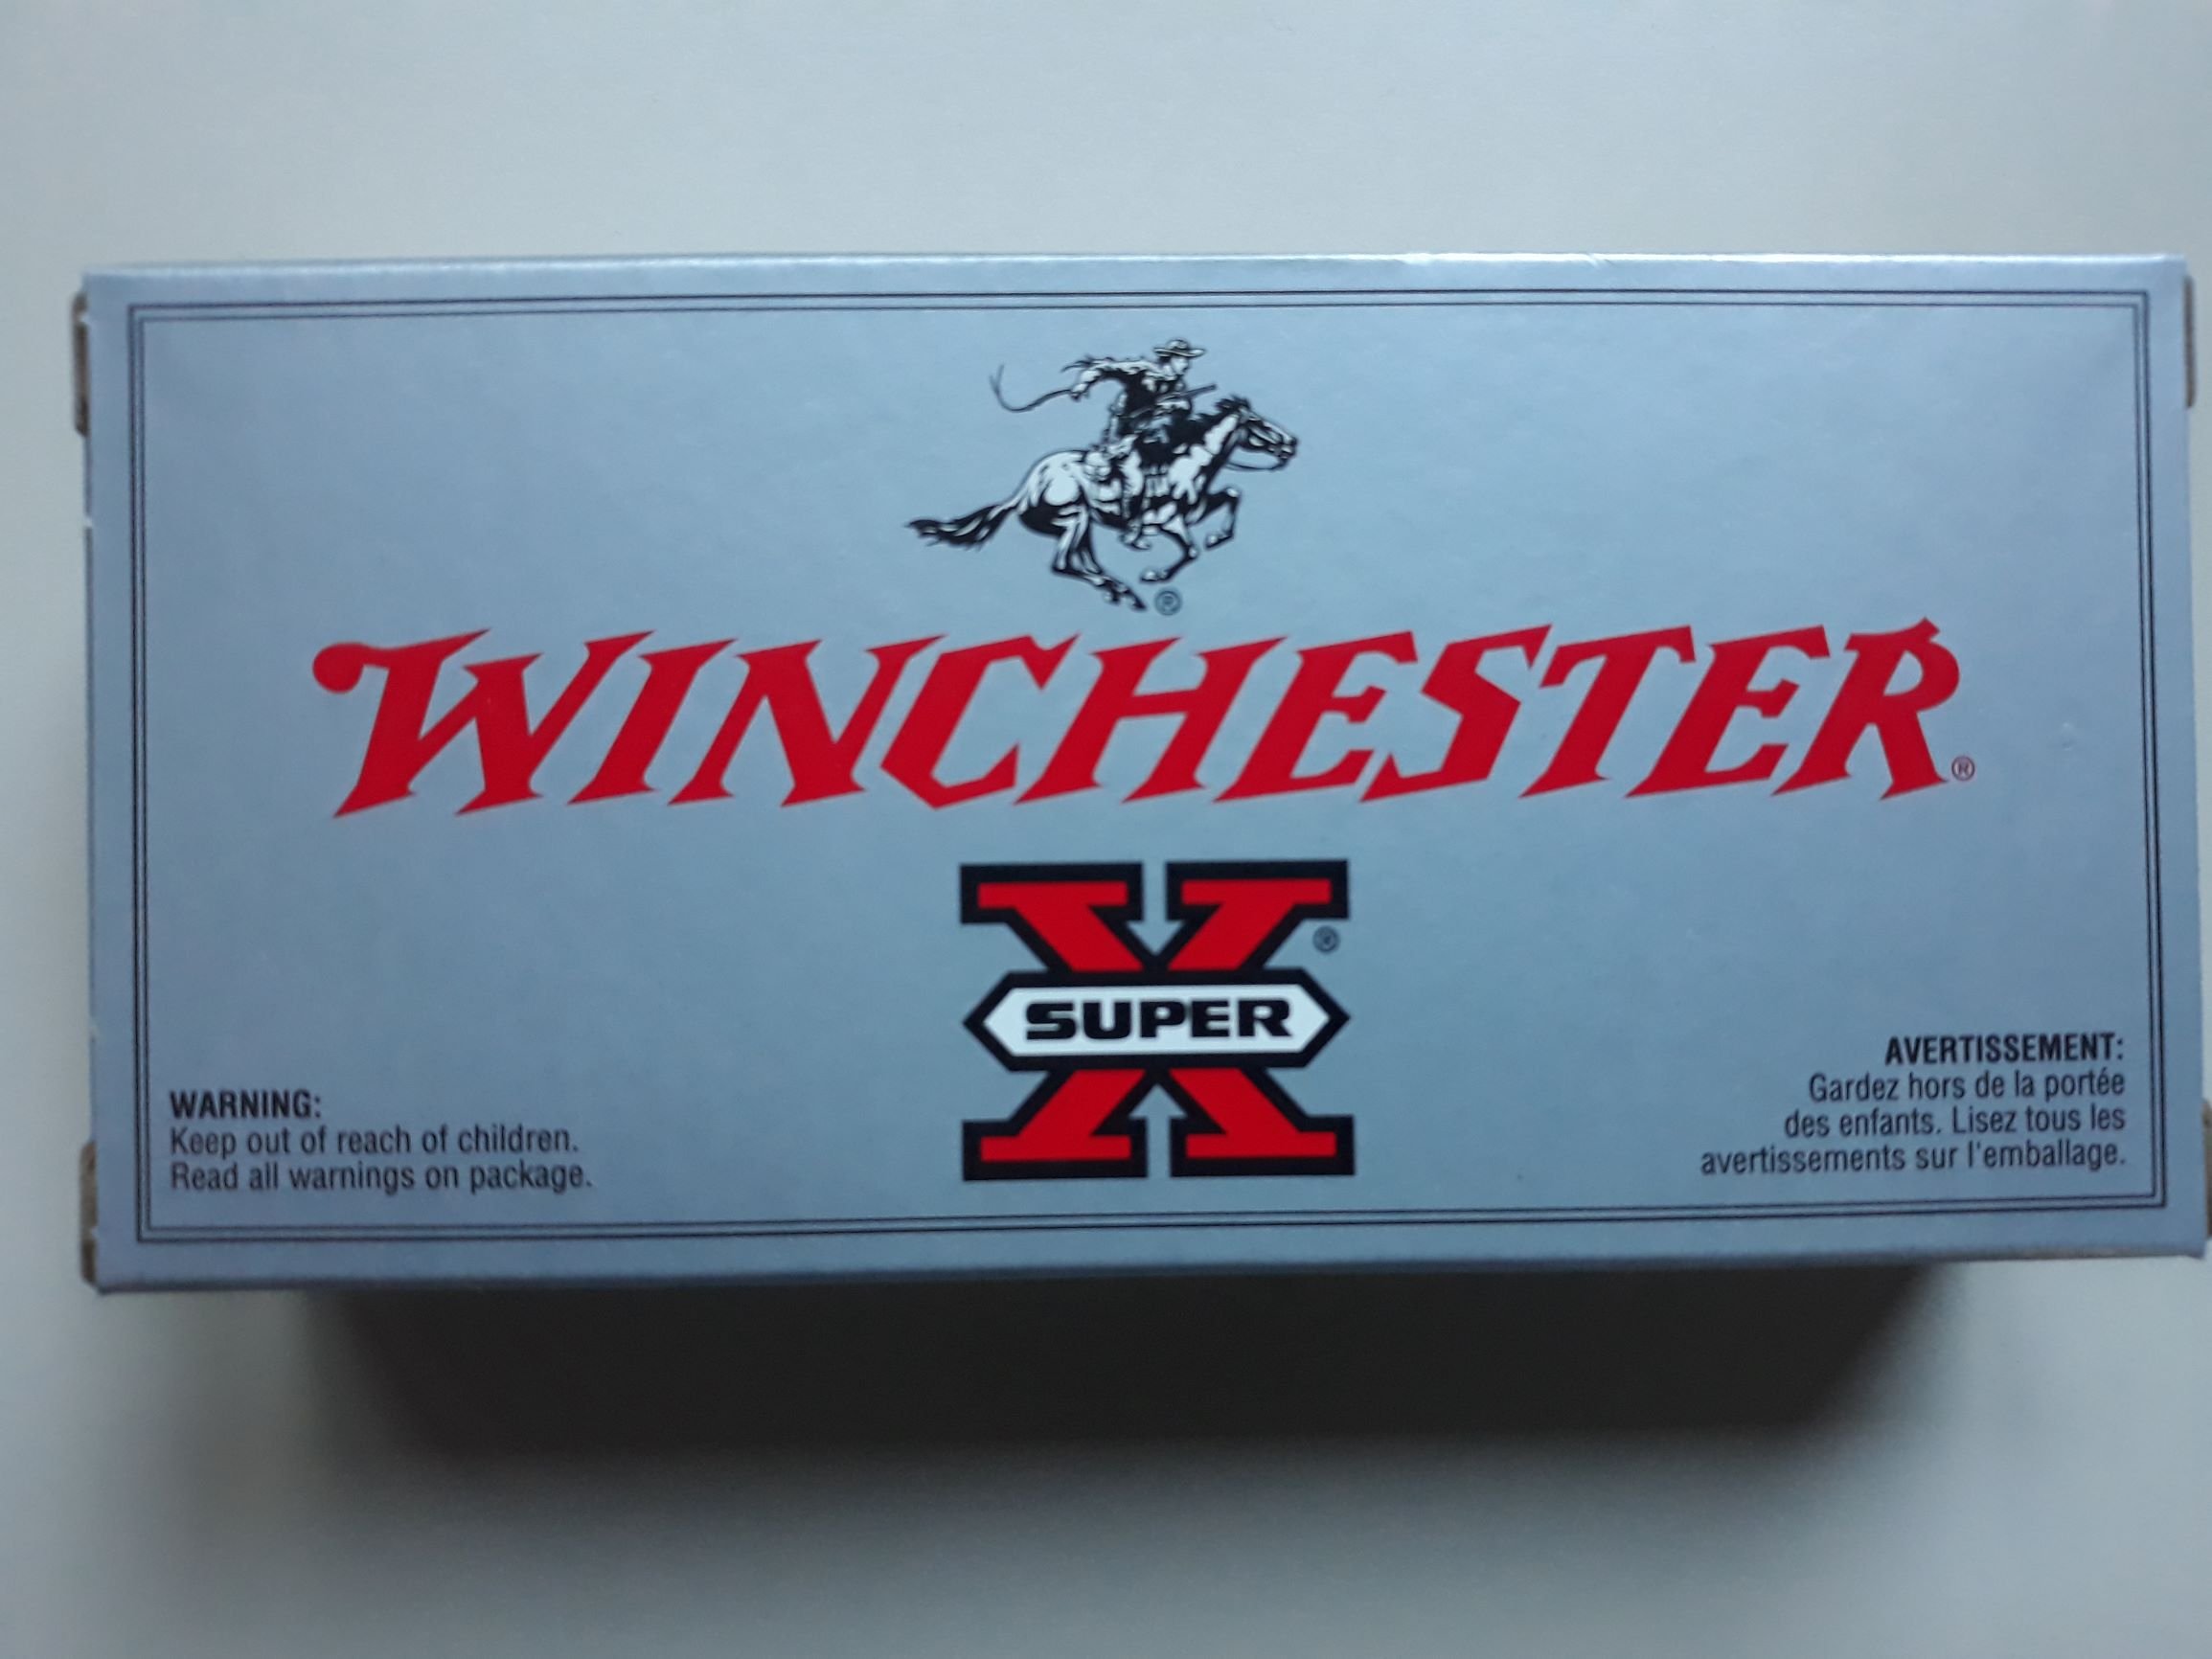 ®
WINCHESTER®
X®
SUPER
WARNING:
Keep out of reach of children.
Read all warnings on package.
AVERTISSEMENT:
Gardez hors de la portée
des enfants. Lisez tous les
avertissements sur l'emballage.